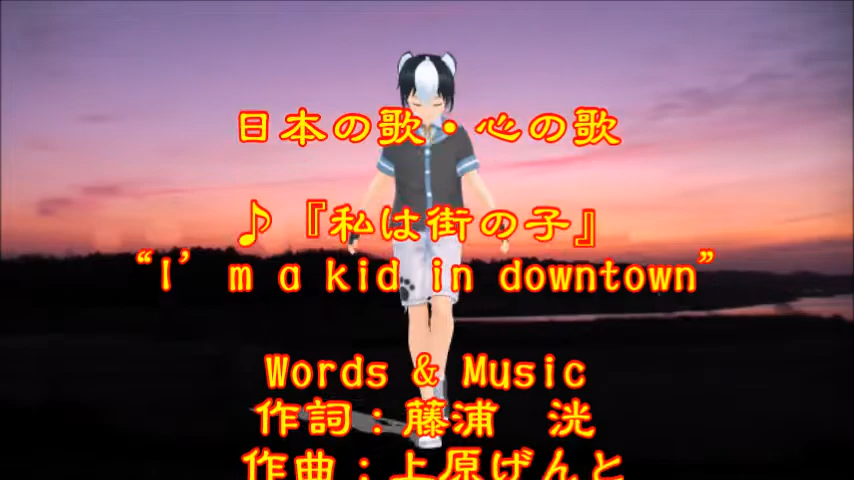 日本の歌・心の歌
♪『私は街の子』
“I’m a kid in downtown”
Words & Music
作詞：藤浦　洸
作曲：上原げんと